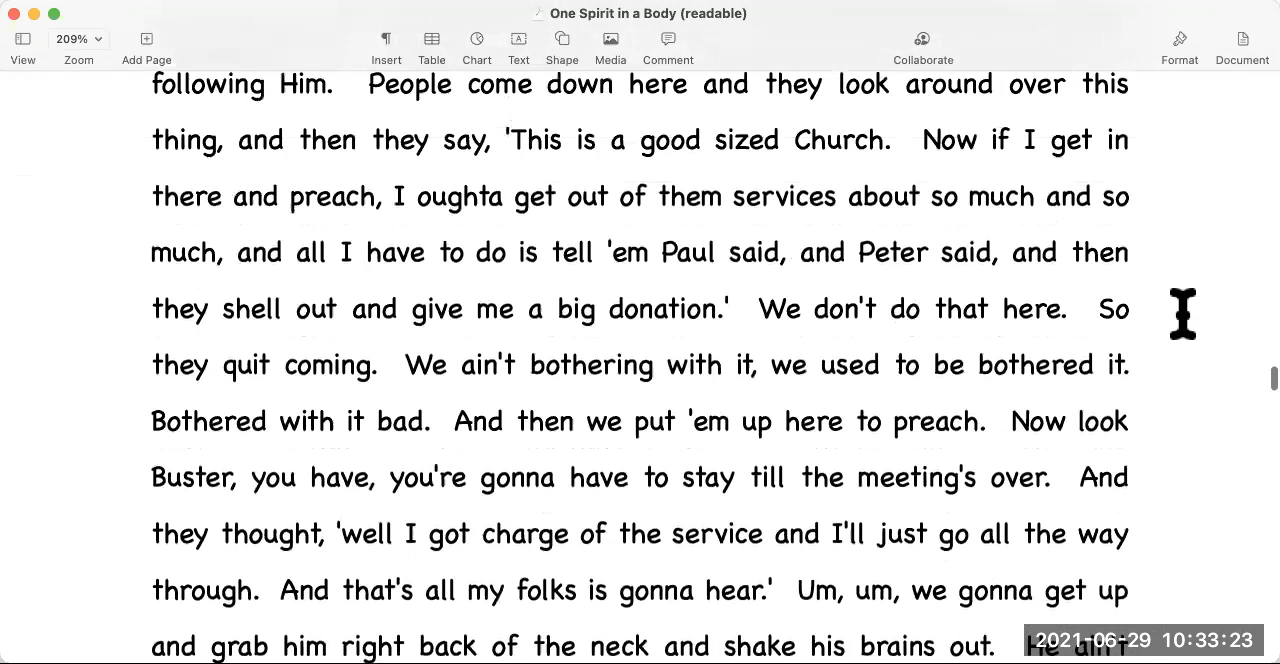 One Spirit in a Body (readable)
209%
View Zoom Add Page Insert Table Chart Text Shape Media Comment Collaborate Format Document
following Him. People come down here and they look around over this
thing, and then they say, 'This is a good sized Church. Now if I get in
there and preach, I oughta get out of them services about so much and so
much, and all I have to do is tell 'em Paul said, and Peter said, and then
they shell out and give me a big donation.' We don't do that here. So
they quit coming. We ain't bothering with it, we used to be bothered it.
Bothered with it bad. And then we put 'em up here to preach. Now look
Buster, you have, you're gonna have to stay till the meeting's over. And
they thought, 'well I got charge of the service and I'll just go all the way
through. And that's all my folks is gonna hear.' Um, um, we gonna get up
and grab him right back of the neck and shake his brains out. He ain't
2021-06-29 10:33:23